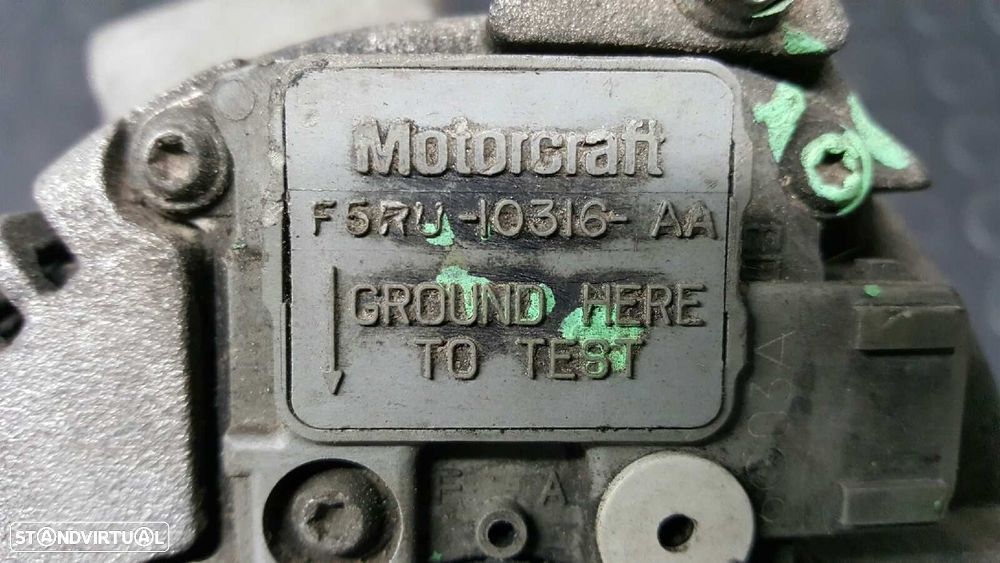 Motorcraft
F5RU-10316-AA
GROUND HERE
TO TEST
F A
STANDVIRTUAL